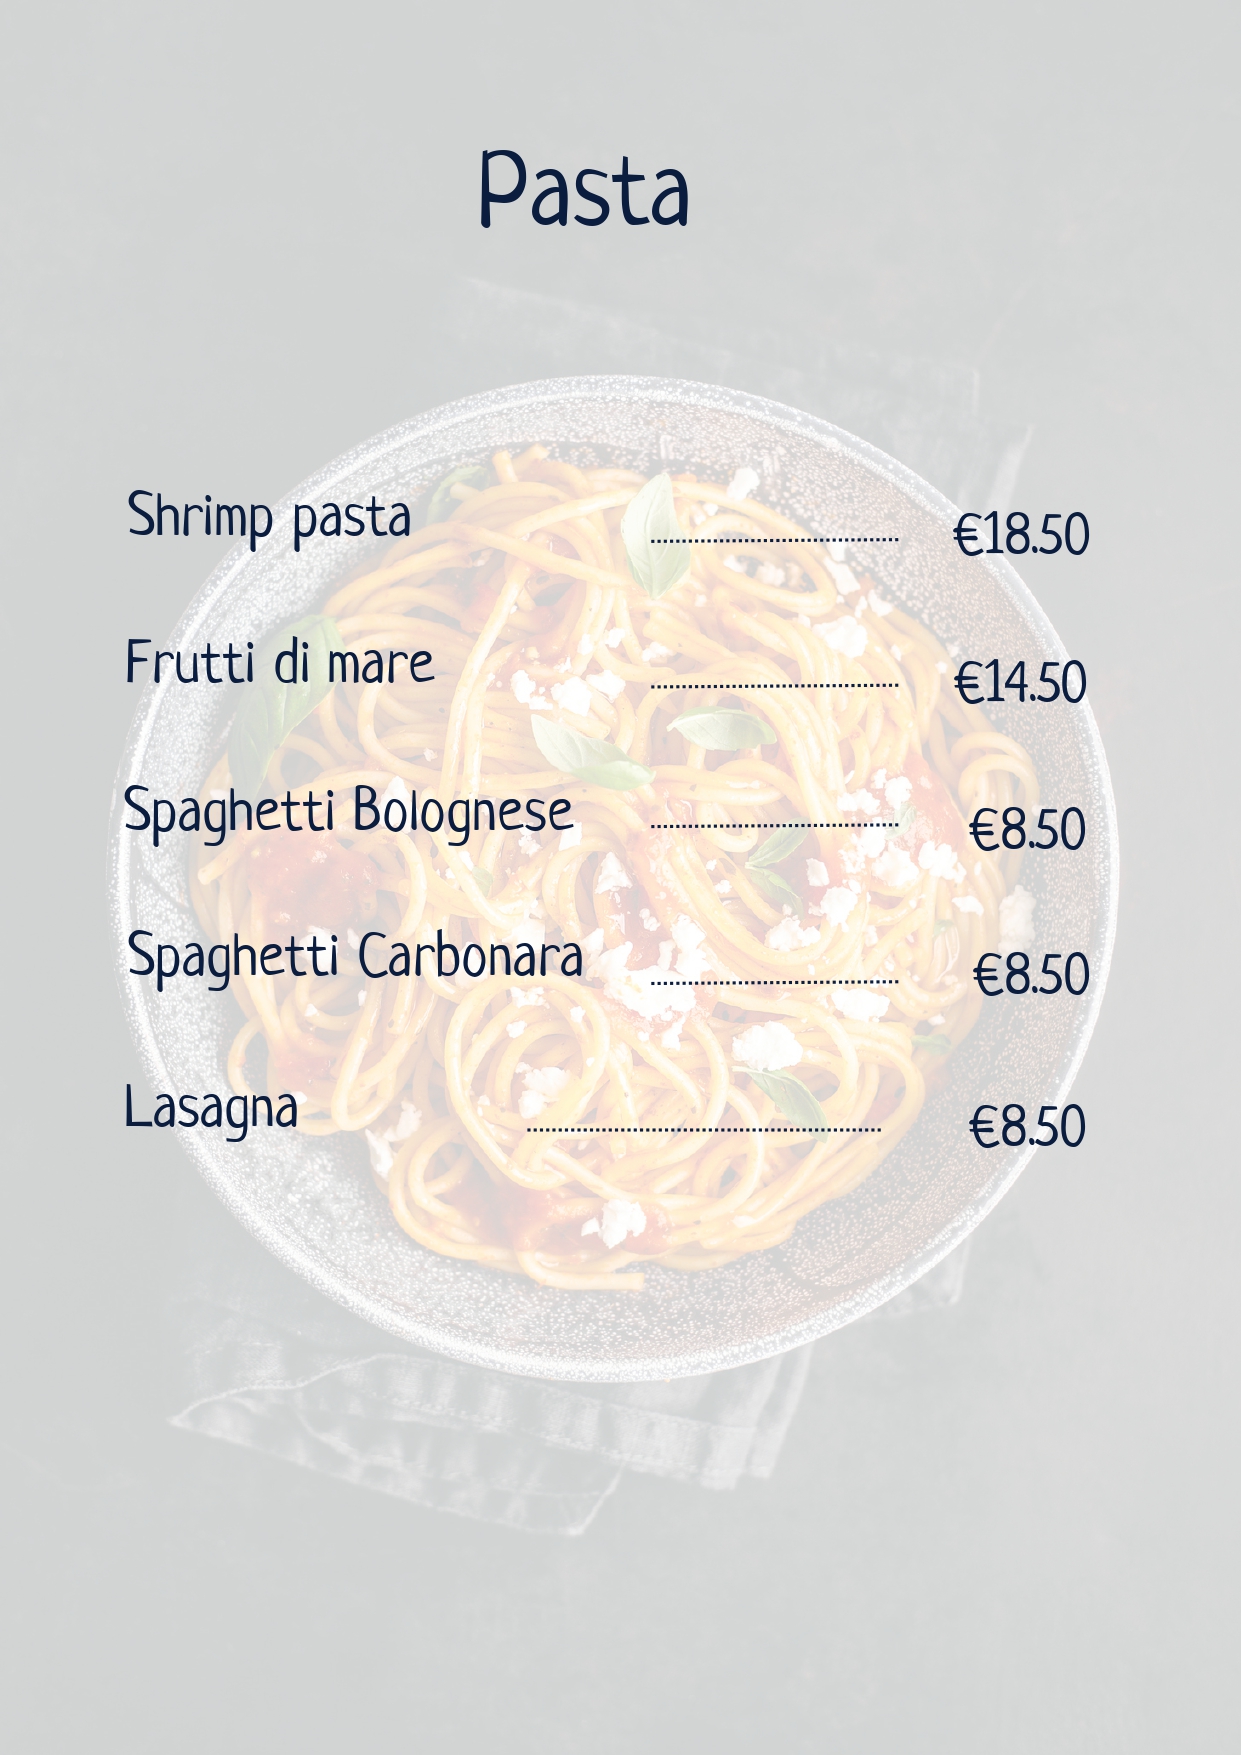 Pasta
Shrimp pasta ........................................ €18.50
Frutti di mare ........................................ €14.50
Spaghetti Bolognese ........................................ €8.50
Spaghetti Carbonara ........................................ €8.50
Lasagna ........................................ €8.50